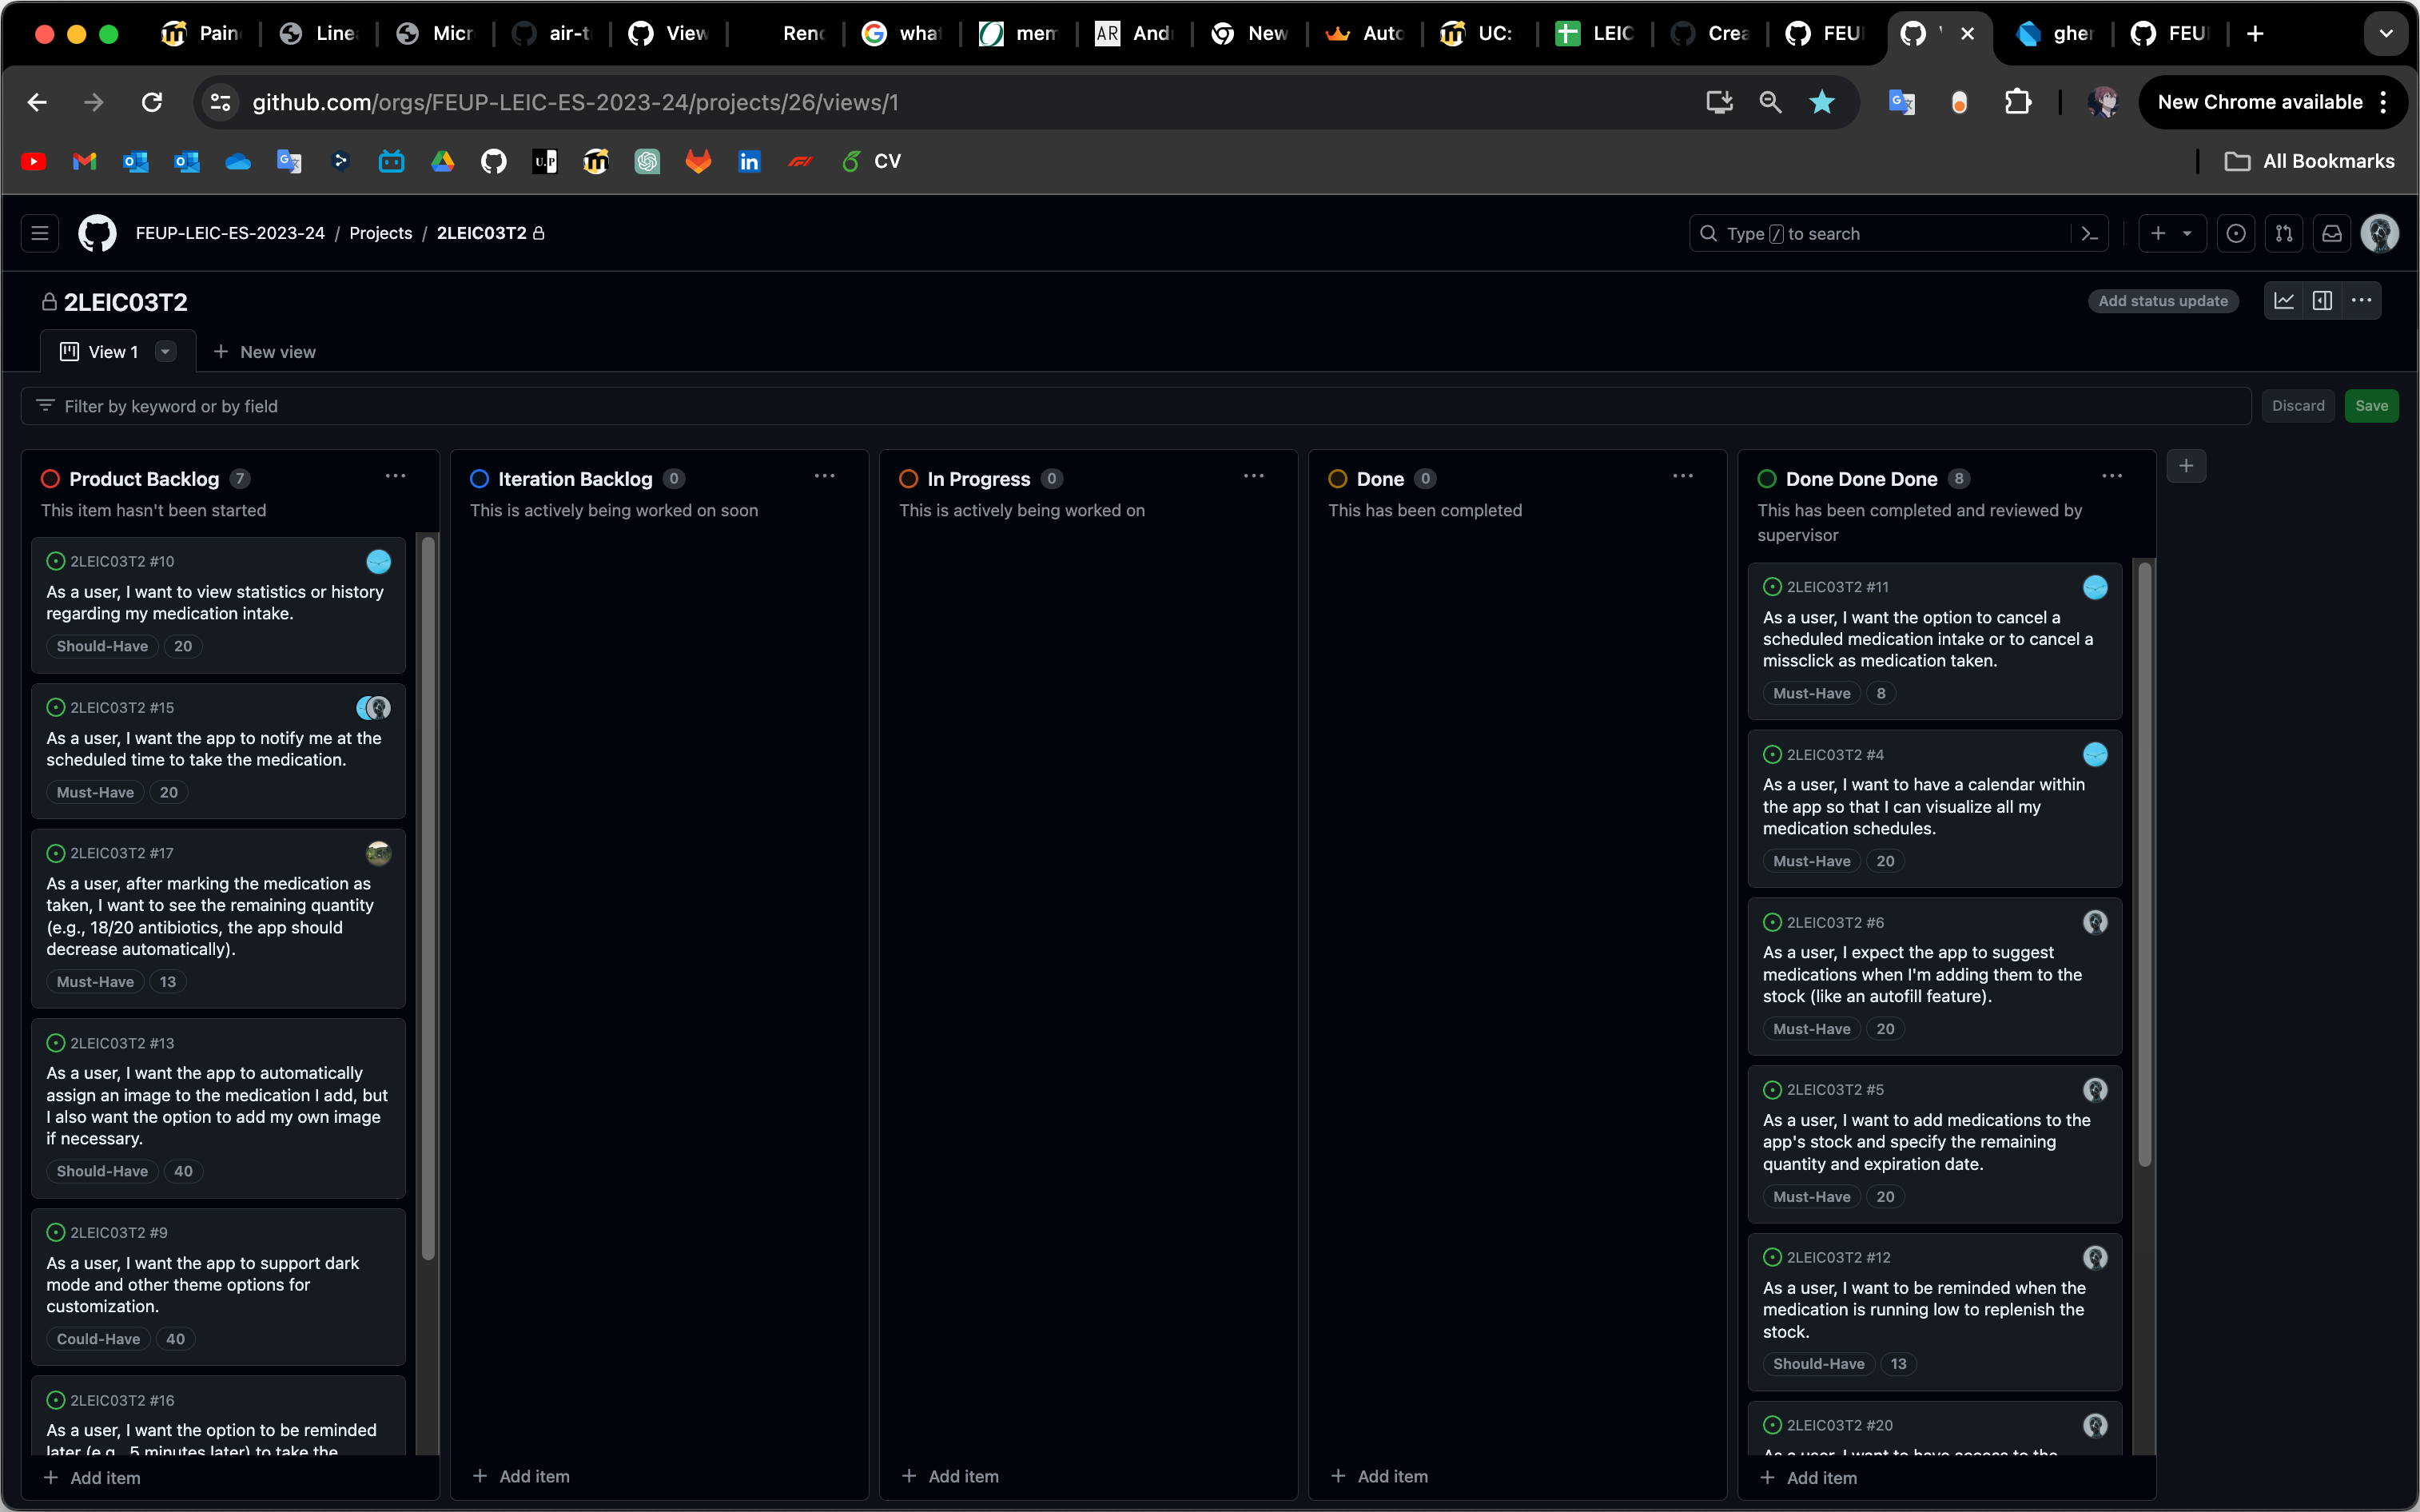 Pain
Line
Micr
air-t
View
Renc
what
mem
AR
And
New
Auto
UC:
LEIC
Crea
FEU
gher
FEU
github.com/orgs/FEUP-LEIC-ES-2023-24/projects/26/views/1
New Chrome available
U.P
CV
All Bookmarks
FEUP-LEIC-ES-2023-24 / Projects / 2LEIC03T2
Type / to search
2LEIC03T2
Add status update
View 1
New view
Filter by keyword or by field
Discard
Save
Product Backlog 7
This item hasn't been started
2LEIC03T2 #10
As a user, I want to view statistics or history
regarding my medication intake.
Should-Have 20
2LEIC03T2 #15
As a user, I want the app to notify me at the
scheduled time to take the medication.
Must-Have 20
2LEIC03T2 #17
As a user, after marking the medication as
taken, I want to see the remaining quantity
(e.g., 18/20 antibiotics, the app should
decrease automatically).
Must-Have 13
2LEIC03T2 #13
As a user, I want the app to automatically
assign an image to the medication I add, but
I also want the option to add my own image
if necessary.
Should-Have 40
2LEIC03T2 #9
As a user, I want the app to support dark
mode and other theme options for
customization.
Could-Have 40
2LEIC03T2 #16
As a user, I want the option to be reminded
later (e.g., 5 minutes later) to take the
Add item
Iteration Backlog 0
This is actively being worked on soon
Add item
In Progress 0
This is actively being worked on
Add item
Done 0
This has been completed
Add item
Done Done Done 8
This has been completed and reviewed by
supervisor
2LEIC03T2 #11
As a user, I want the option to cancel a
scheduled medication intake or to cancel a
missclick as medication taken.
Must-Have 8
2LEIC03T2 #4
As a user, I want to have a calendar within
the app so that I can visualize all my
medication schedules.
Must-Have 20
2LEIC03T2 #6
As a user, I expect the app to suggest
medications when I'm adding them to the
stock (like an autofill feature).
Must-Have 20
2LEIC03T2 #5
As a user, I want to add medications to the
app's stock and specify the remaining
quantity and expiration date.
Must-Have 20
2LEIC03T2 #12
As a user, I want to be reminded when the
medication is running low to replenish the
stock.
Should-Have 13
2LEIC03T2 #20
As a user, I want to have access to the
Add item